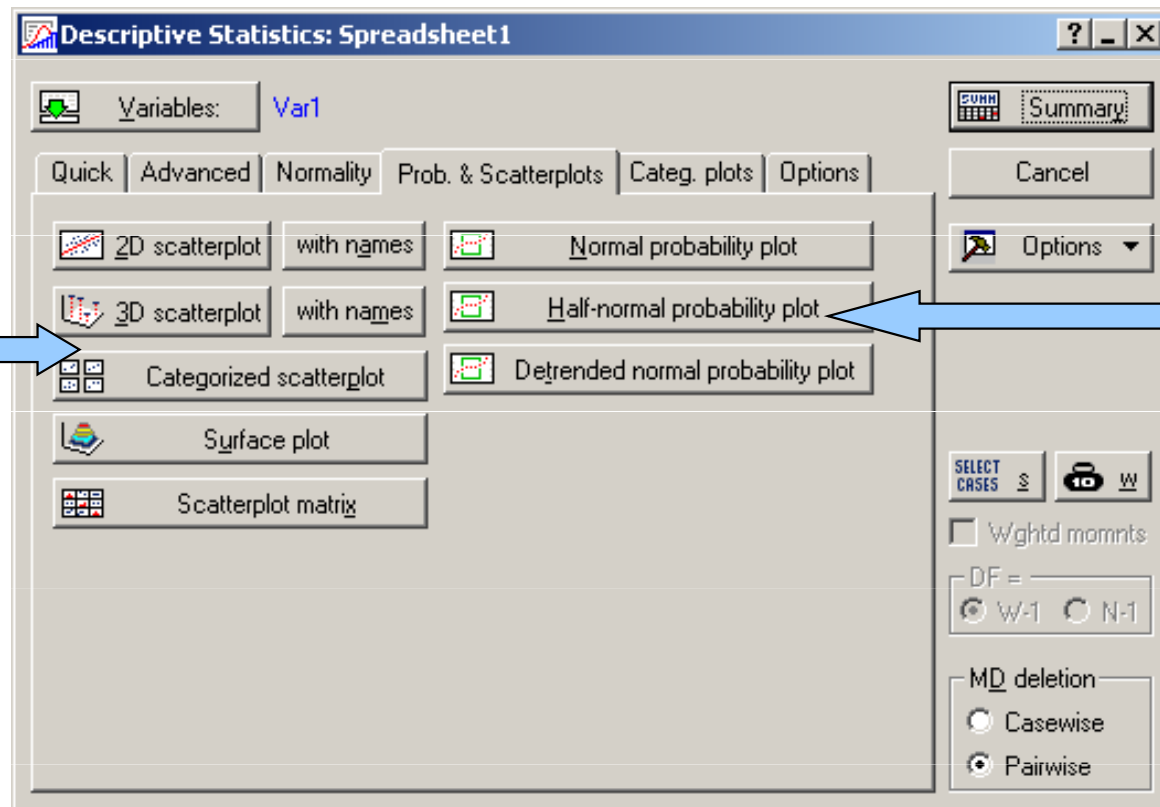 Descriptive Statistics: Spreadsheet1
Variables: Var1
Quick Advanced Normality Prob. & Scatterplots Categ. plots Options
2D scatterplot with names Normal probability plot
3D scatterplot with names Half-normal probability plot
Categorized scatterplot Detrended normal probability plot
Surface plot
Scatterplot matrix
SUMM Summary
Cancel
Options
SELECT CASES S 10 W
Wghtd momnts
DF =
W-1 N-1
MD deletion
Casewise
Pairwise